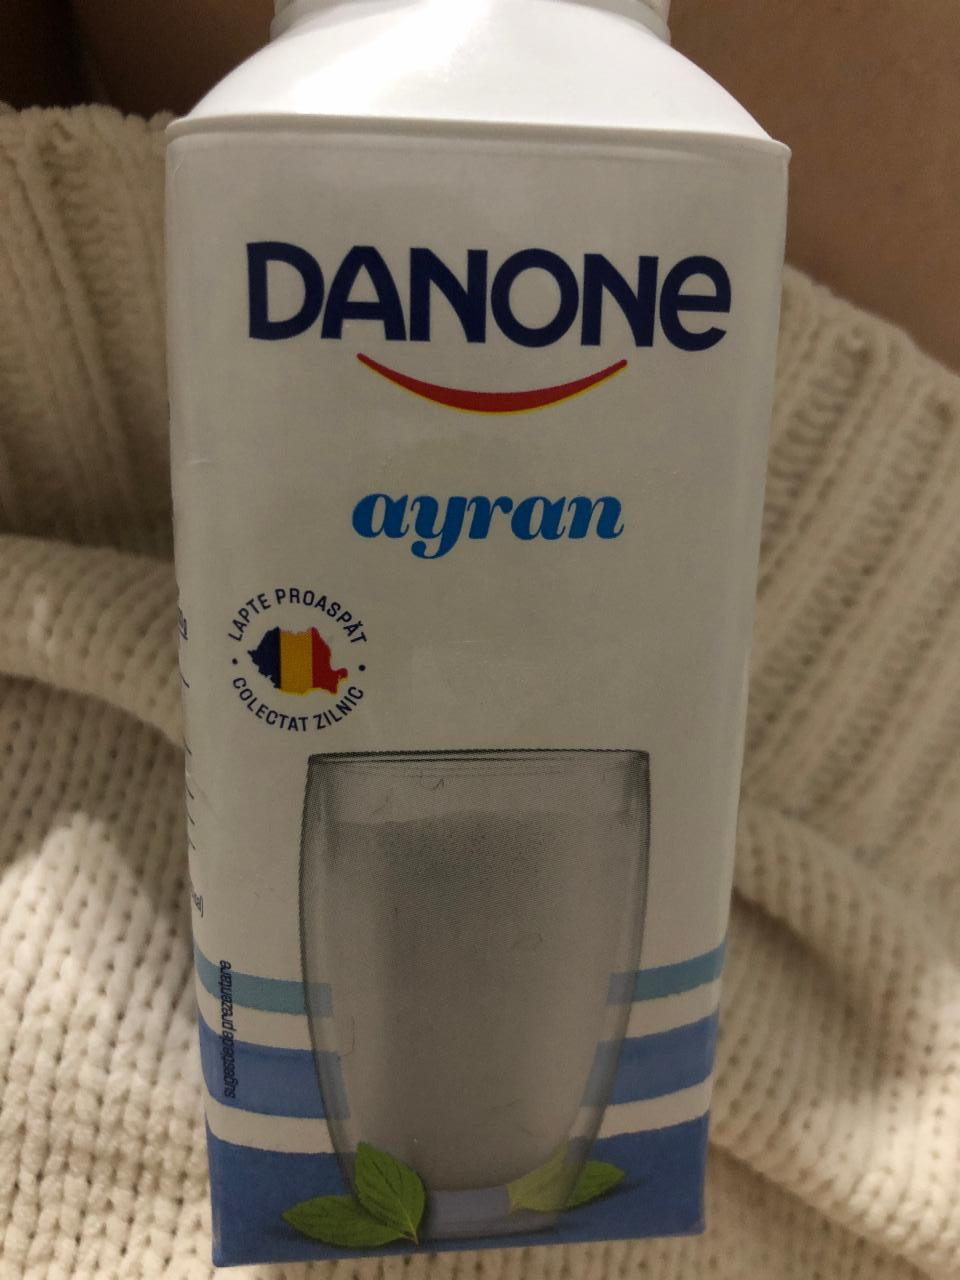 DANONe
ayran
LAPTE PROASPĂT
COLECTAT ZILNIC
sugestie de prezentare